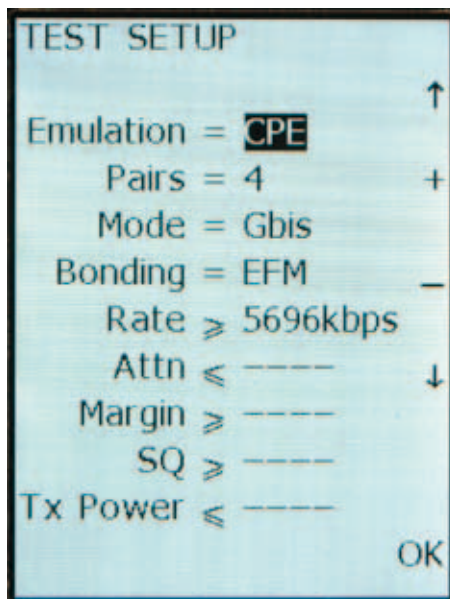 TEST SETUP
↑
Emulation = CPE
Pairs = 4 +
Mode = Gbis
Bonding = EFM
–
Rate ⩾ 5696kbps
Attn ⩽ ---- ↓
Margin ⩾ ----
SQ ⩾ ----
Tx Power ⩽ ----
OK